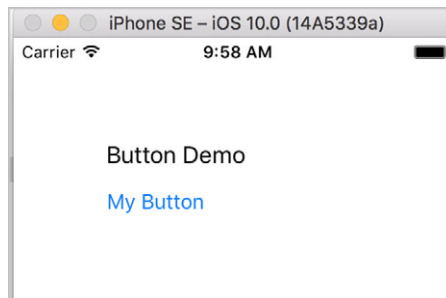 iPhone SE – iOS 10.0 (14A5339a)
Carrier 9:58 AM
Button Demo
My Button